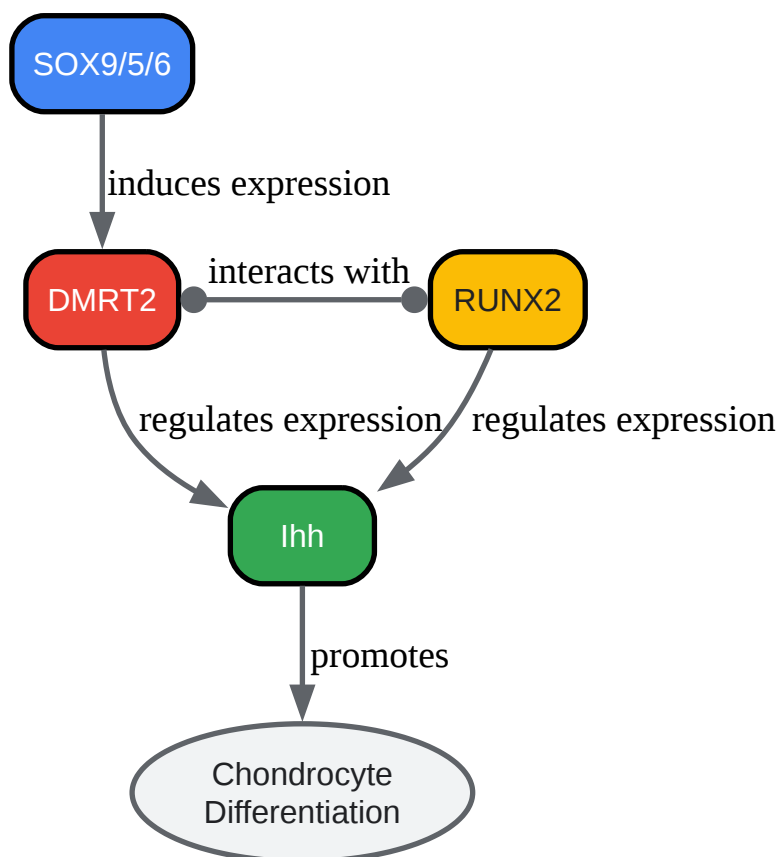 SOX9/5/6
induces expression
interacts with
DMRT2
RUNX2
regulates expression
regulates expression
Ihh
promotes
Chondrocyte
Differentiation